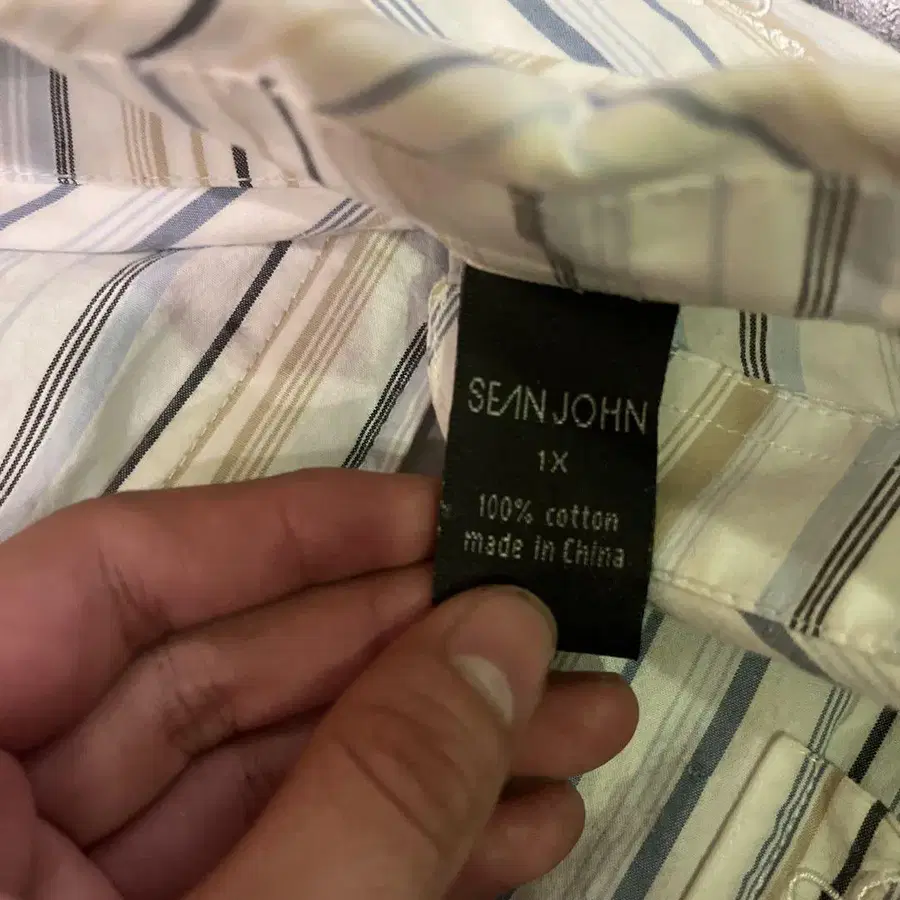 SEAN JOHN
1X
100% cotton
made in China